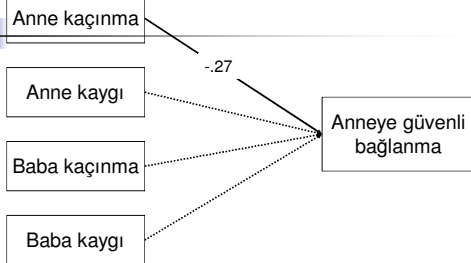 Anne kaçınma
-.27
Anne kaygı
Anneye güvenli
bağlanma
Baba kaçınma
Baba kaygı